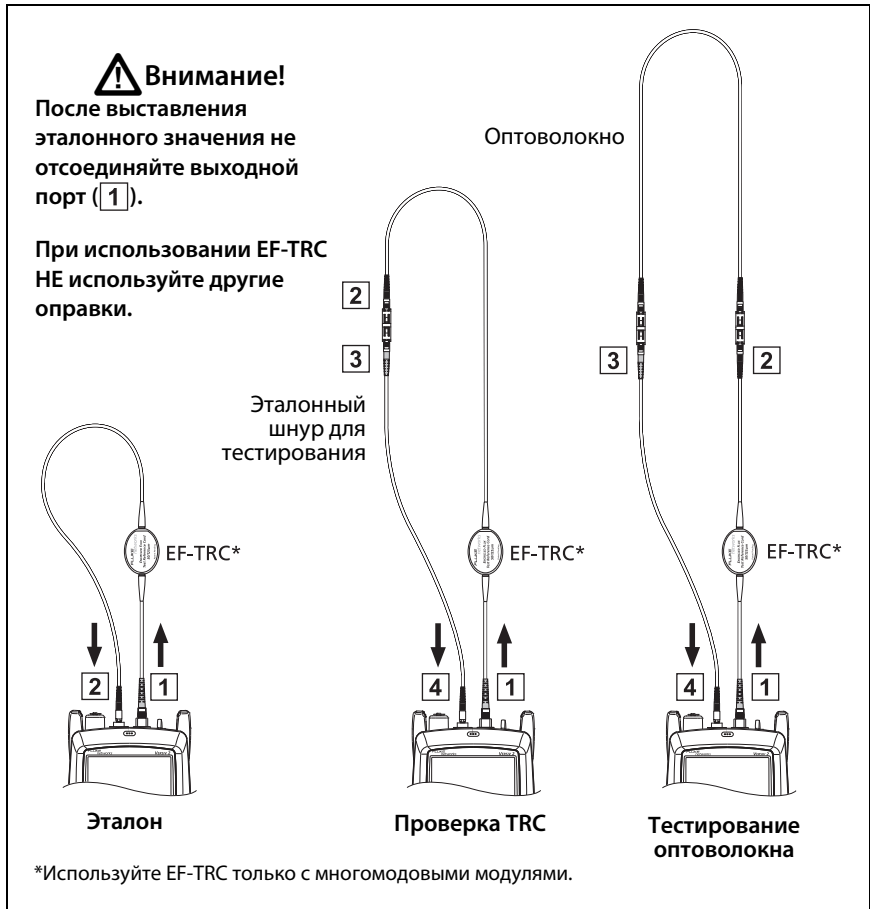 Внимание!
После выставления
эталонного значения не
отсоединяйте выходной
порт (1).
При использовании EF-TRC
НЕ используйте другие
оправки.
EF-TRC*
2
1
Эталон
2
3
Эталонный
шнур для
тестирования
EF-TRC*
4
1
Проверка TRC
Оптоволокно
3
2
EF-TRC*
4
1
Тестирование
оптоволокна
*Используйте EF-TRC только с многомодовыми модулями.